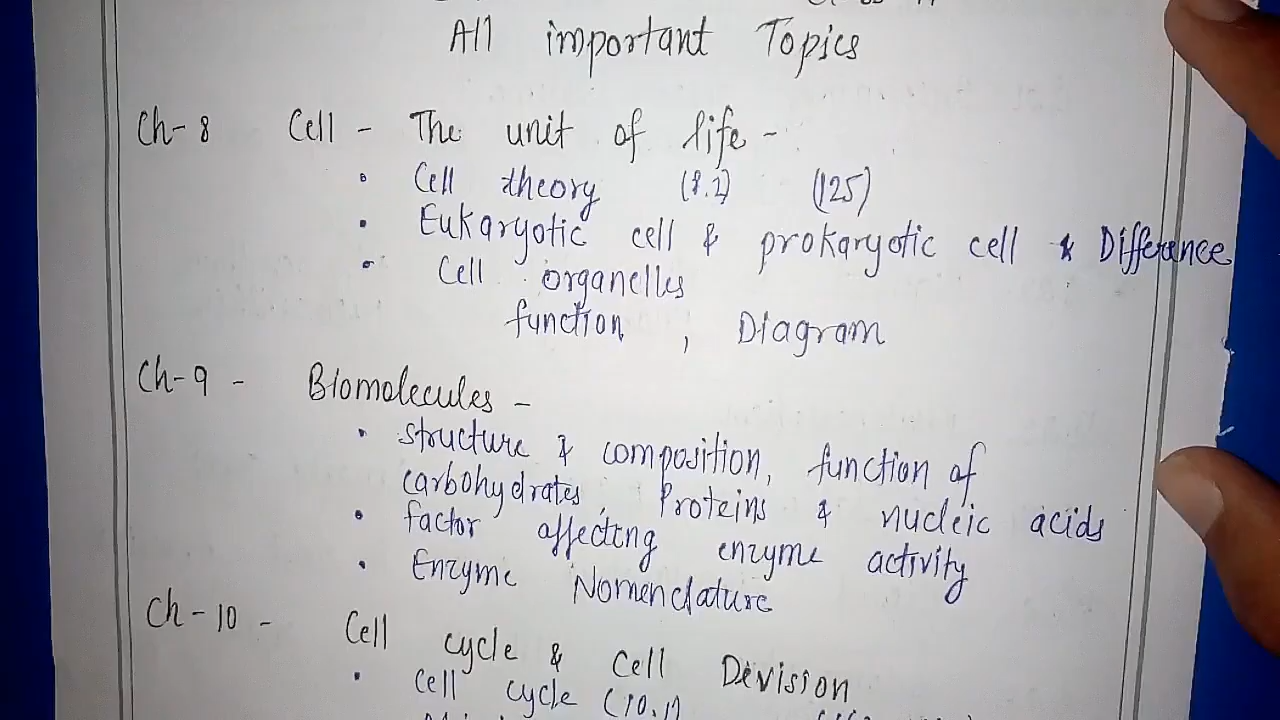 All important Topics
Ch-8 Cell - The unit of life -
• Cell theory (8.2) (125)
• Eukaryotic cell & prokaryotic cell * Difference
• Cell organelles
function, Diagram
Ch-9 - Biomolecules -
• structure & composition, function of
carbohydrates, Proteins & nucleic acids
• factor affecting enzyme activity
• Enzyme Nomenclature
Ch-10 - Cell cycle & Cell Devision
• Cell cycle (10.1)